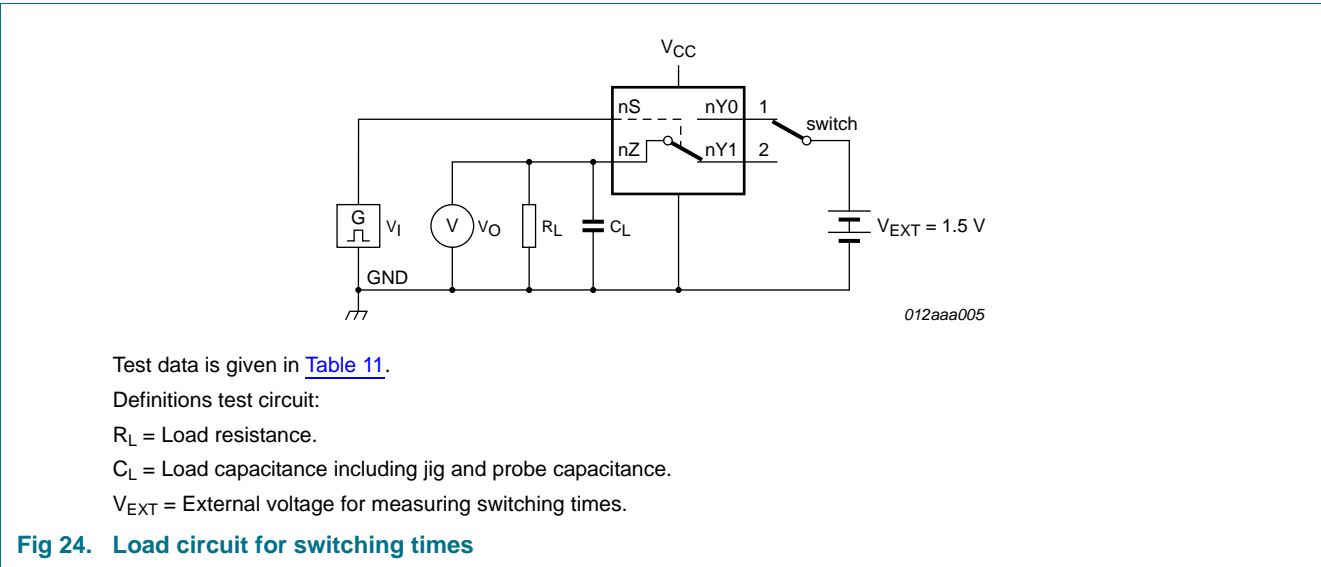 VCC
nS nY0 1
switch
nZ nY1 2
G VI V VO RL CL VEXT = 1.5 V
GND
012aaa005
Test data is given in Table 11.
Definitions test circuit:
RL = Load resistance.
CL = Load capacitance including jig and probe capacitance.
VEXT = External voltage for measuring switching times.
Fig 24. Load circuit for switching times